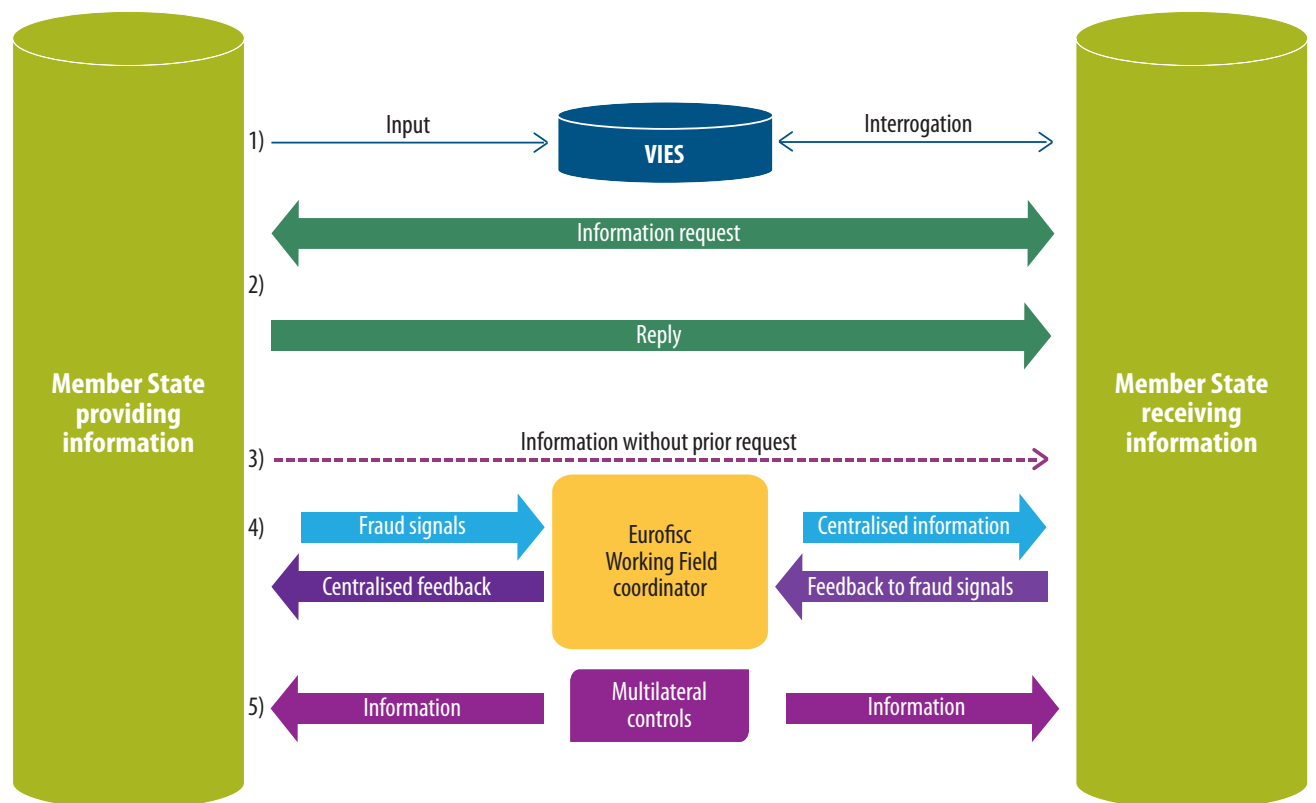 1)
Input
VIES
Interrogation
Information request
2)
Reply
Member State
providing
information
Member State
receiving
information
3)
Information without prior request
4)
Fraud signals
Eurofisc
Working Field
coordinator
Centralised information
Centralised feedback
Feedback to fraud signals
5)
Information
Multilateral
controls
Information